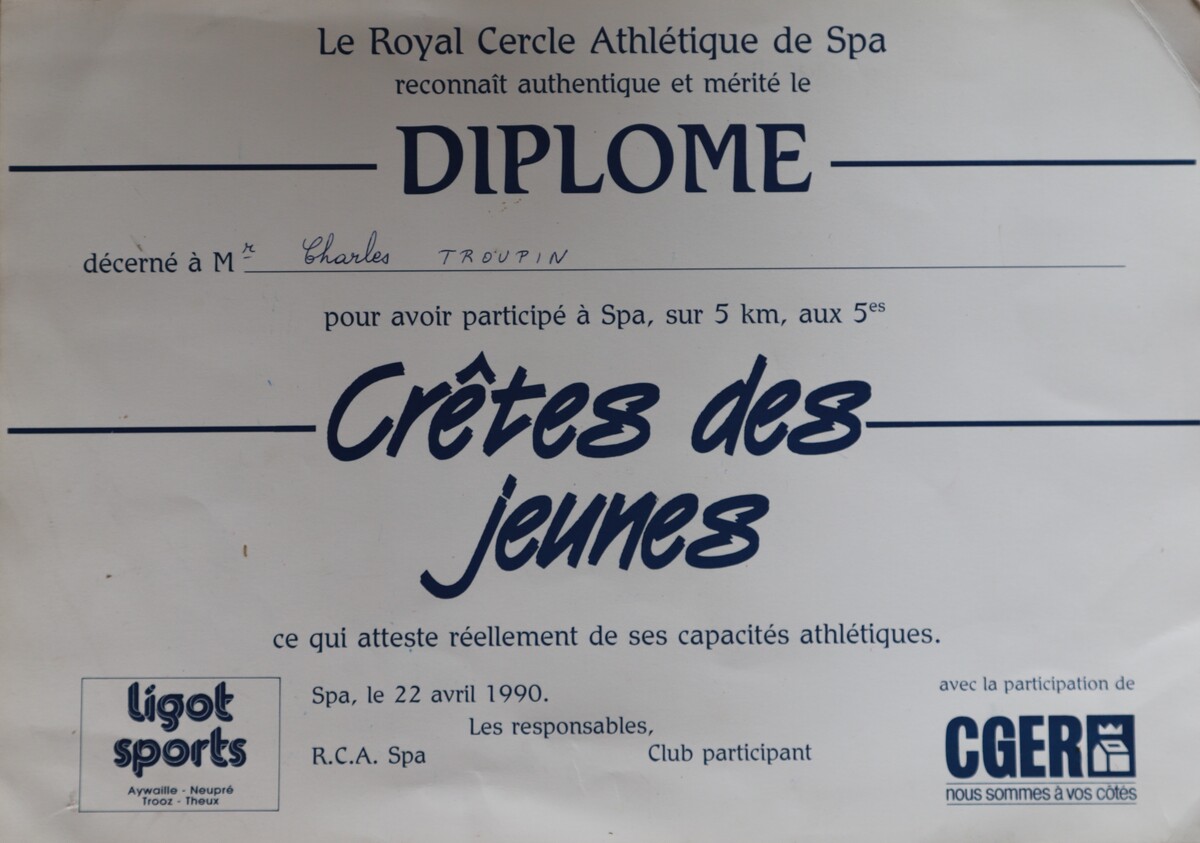 Le Royal Cercle Athlétique de Spa
reconnaît authentique et mérité le
DIPLOME
décerné à Mr Charles TROUPIN
pour avoir participé à Spa, sur 5 km, aux 5es
Crêtes des
jeunes
ce qui atteste réellement de ses capacités athlétiques.
ligot
sports
Aywaille - Neupré
Trooz - Theux
Spa, le 22 avril 1990.
Les responsables,
R.C.A. Spa
Club participant
avec la participation de
CGER
nous sommes à vos côtés